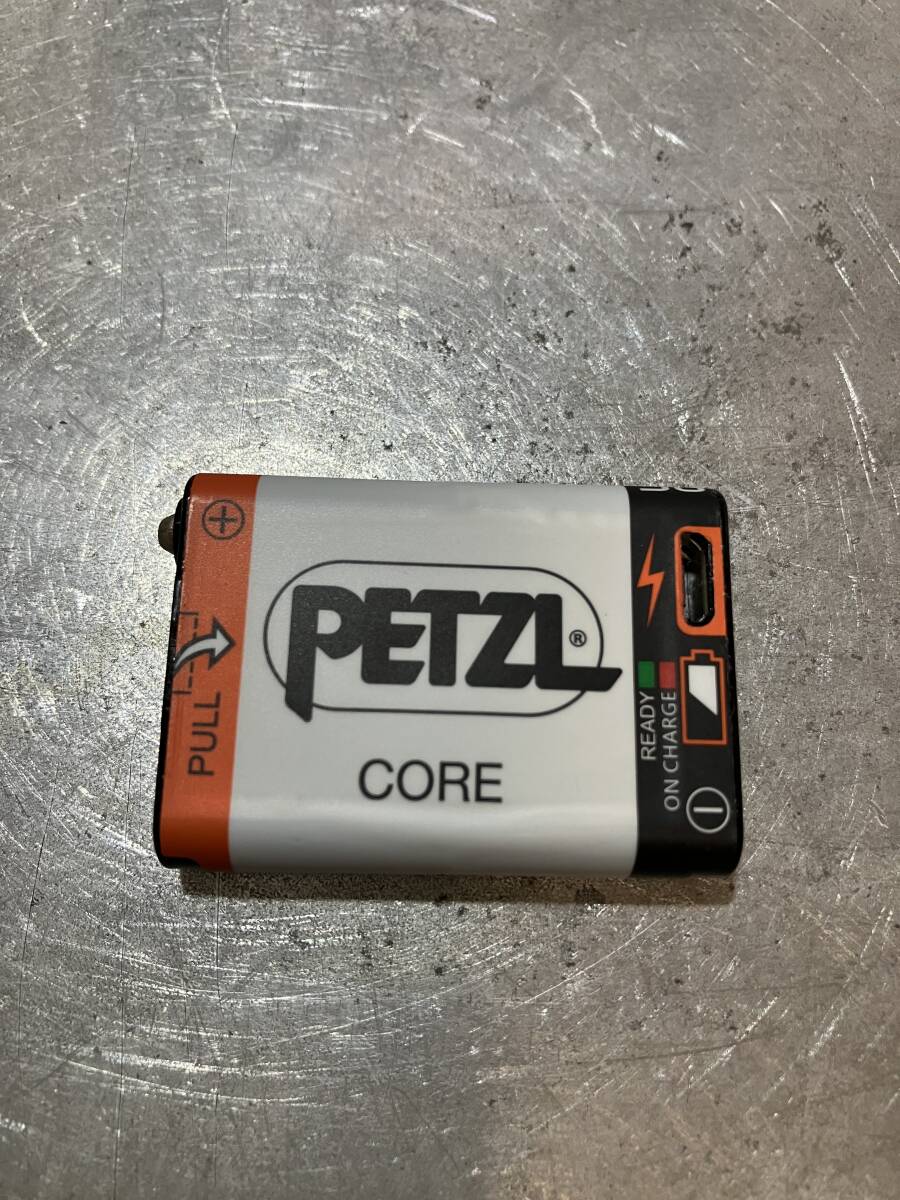 PETZL®
CORE
PULL
READY
ON CHARGE